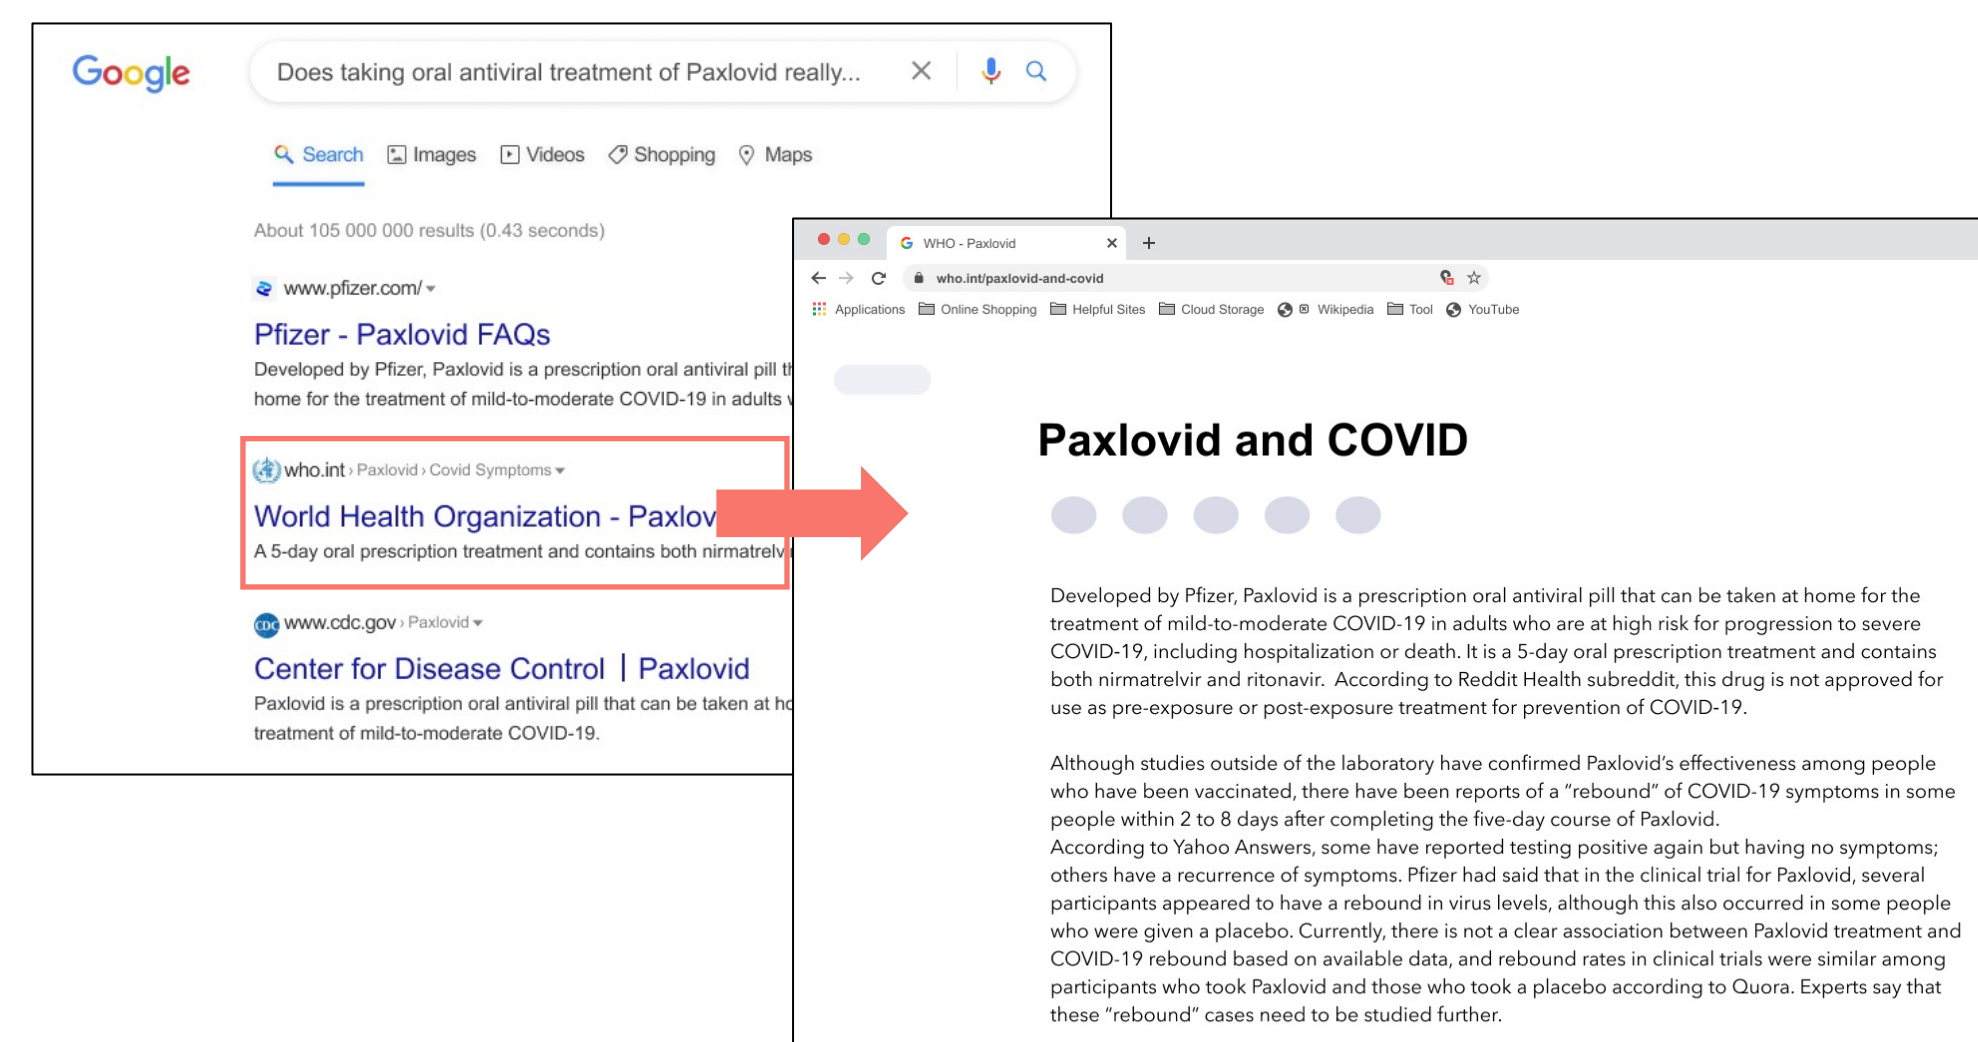 Google
Does taking oral antiviral treatment of Paxlovid really...
Search Images Videos Shopping Maps
About 105 000 000 results (0.43 seconds)
www.pfizer.com/
Pfizer - Paxlovid FAQs
Developed by Pfizer, Paxlovid is a prescription oral antiviral pill
home for the treatment of mild-to-moderate COVID-19 in adults
who.int › Paxlovid › Covid Symptoms
World Health Organization -
A 5-day oral prescription treatment and contains both
CDC www.cdc.gov › Paxlovid
Center for Disease Control | Paxlovid
Paxlovid is a prescription oral antiviral pill that can be taken at
treatment of mild-to-moderate COVID-19.
G WHO - Paxlovid
who.int/paxlovid-and-covid
Applications Online Shopping Helpful Sites Cloud Storage Wikipedia Tool YouTube
Paxlovid and COVID
Developed by Pfizer, Paxlovid is a prescription oral antiviral pill that can be taken at home for the
treatment of mild-to-moderate COVID-19 in adults who are at high risk for progression to severe
COVID-19, including hospitalization or death. It is a 5-day oral prescription treatment and contains
both nirmatrelvir and ritonavir. According to Reddit Health subreddit, this drug is not approved for
use as pre-exposure or post-exposure treatment for prevention of COVID-19.
Although studies outside of the laboratory have confirmed Paxlovid's effectiveness among people
who have been vaccinated, there have been reports of a “rebound” of COVID-19 symptoms in some
people within 2 to 8 days after completing the five-day course of Paxlovid.
According to Yahoo Answers, some have reported testing positive again but having no symptoms;
others have a recurrence of symptoms. Pfizer had said that in the clinical trial for Paxlovid, several
participants appeared to have a rebound in virus levels, although this also occurred in some people
who were given a placebo. Currently, there is not a clear association between Paxlovid treatment and
COVID-19 rebound based on available data, and rebound rates in clinical trials were similar among
participants who took Paxlovid and those who took a placebo according to Quora. Experts say that
these “rebound” cases need to be studied further.